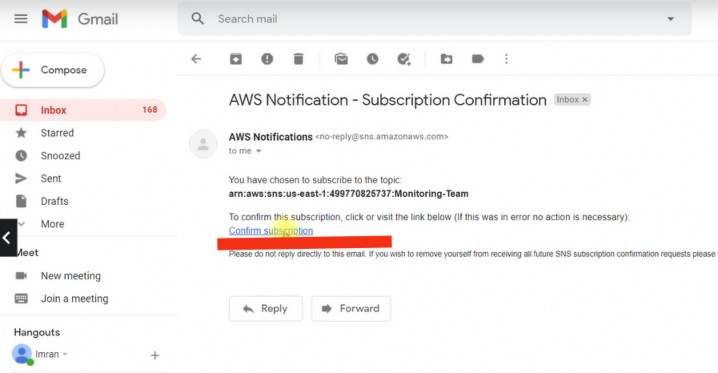 Gmail
Search mail
Compose
Inbox 168
Starred
Snoozed
Sent
Drafts
More
Meet
New meeting
Join a meeting
Hangouts
Imran
AWS Notification - Subscription Confirmation Inbox x
AWS Notifications <no-reply@sns.amazonaws.com>
to me
You have chosen to subscribe to the topic:
arn:aws:sns:us-east-1:499770825737:Monitoring-Team
To confirm this subscription, click or visit the link below (If this was in error no action is necessary):
Confirm subscription
Please do not reply directly to this email. If you wish to remove yourself from receiving all future SNS subscription confirmation requests please
Reply
Forward